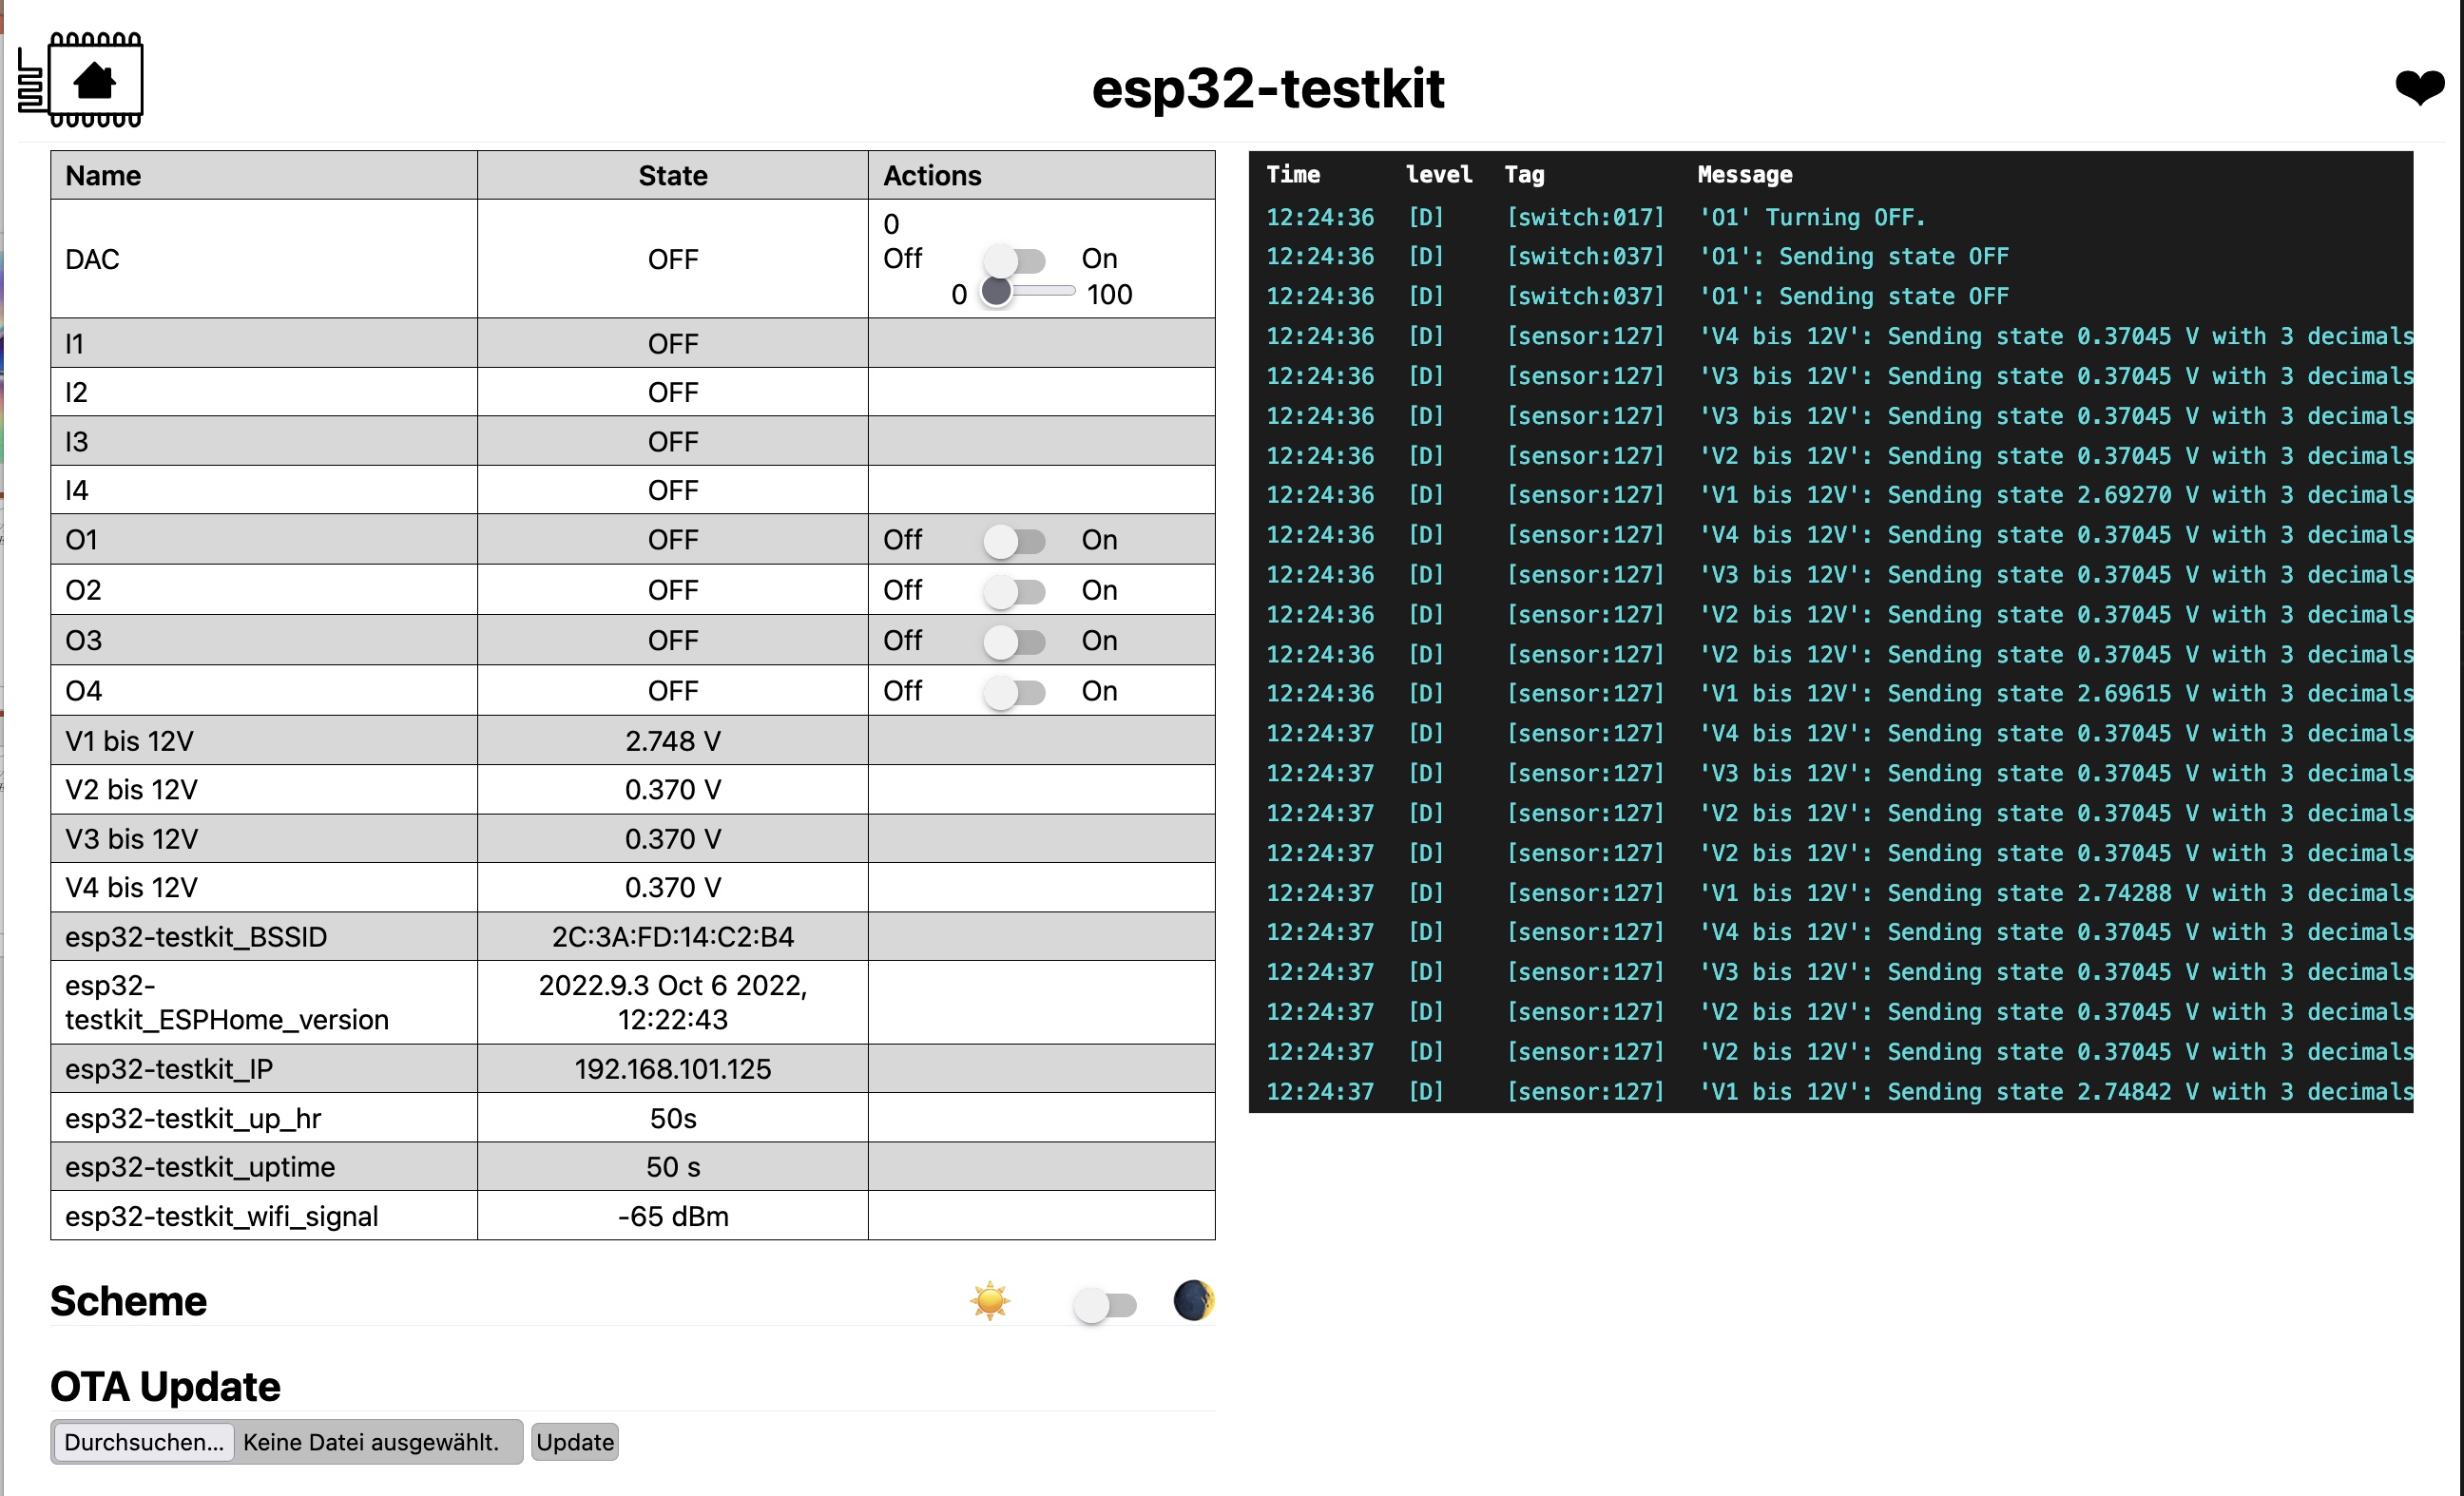 esp32-testkit
Name State Actions
DAC OFF 0
Off On
0 100
I1 OFF
I2 OFF
I3 OFF
I4 OFF
O1 OFF Off On
O2 OFF Off On
O3 OFF Off On
O4 OFF Off On
V1 bis 12V 2.748 V
V2 bis 12V 0.370 V
V3 bis 12V 0.370 V
V4 bis 12V 0.370 V
esp32-testkit_BSSID 2C:3A:FD:14:C2:B4
esp32- 2022.9.3 Oct 6 2022,
testkit_ESPHome_version 12:22:43
esp32-testkit_IP 192.168.101.125
esp32-testkit_up_hr 50s
esp32-testkit_uptime 50 s
esp32-testkit_wifi_signal -65 dBm
Scheme
OTA Update
Durchsuchen... Keine Datei ausgewählt. Update
Time level Tag Message
12:24:36 [D] [switch:017] 'O1' Turning OFF.
12:24:36 [D] [switch:037] 'O1': Sending state OFF
12:24:36 [D] [switch:037] 'O1': Sending state OFF
12:24:36 [D] [sensor:127] 'V4 bis 12V': Sending state 0.37045 V with 3 decimals
12:24:36 [D] [sensor:127] 'V3 bis 12V': Sending state 0.37045 V with 3 decimals
12:24:36 [D] [sensor:127] 'V3 bis 12V': Sending state 0.37045 V with 3 decimals
12:24:36 [D] [sensor:127] 'V2 bis 12V': Sending state 0.37045 V with 3 decimals
12:24:36 [D] [sensor:127] 'V1 bis 12V': Sending state 2.69270 V with 3 decimals
12:24:36 [D] [sensor:127] 'V4 bis 12V': Sending state 0.37045 V with 3 decimals
12:24:36 [D] [sensor:127] 'V3 bis 12V': Sending state 0.37045 V with 3 decimals
12:24:36 [D] [sensor:127] 'V2 bis 12V': Sending state 0.37045 V with 3 decimals
12:24:36 [D] [sensor:127] 'V2 bis 12V': Sending state 0.37045 V with 3 decimals
12:24:36 [D] [sensor:127] 'V1 bis 12V': Sending state 2.69615 V with 3 decimals
12:24:37 [D] [sensor:127] 'V4 bis 12V': Sending state 0.37045 V with 3 decimals
12:24:37 [D] [sensor:127] 'V3 bis 12V': Sending state 0.37045 V with 3 decimals
12:24:37 [D] [sensor:127] 'V2 bis 12V': Sending state 0.37045 V with 3 decimals
12:24:37 [D] [sensor:127] 'V2 bis 12V': Sending state 0.37045 V with 3 decimals
12:24:37 [D] [sensor:127] 'V1 bis 12V': Sending state 2.74288 V with 3 decimals
12:24:37 [D] [sensor:127] 'V4 bis 12V': Sending state 0.37045 V with 3 decimals
12:24:37 [D] [sensor:127] 'V3 bis 12V': Sending state 0.37045 V with 3 decimals
12:24:37 [D] [sensor:127] 'V2 bis 12V': Sending state 0.37045 V with 3 decimals
12:24:37 [D] [sensor:127] 'V2 bis 12V': Sending state 0.37045 V with 3 decimals
12:24:37 [D] [sensor:127] 'V1 bis 12V': Sending state 2.74842 V with 3 decimals